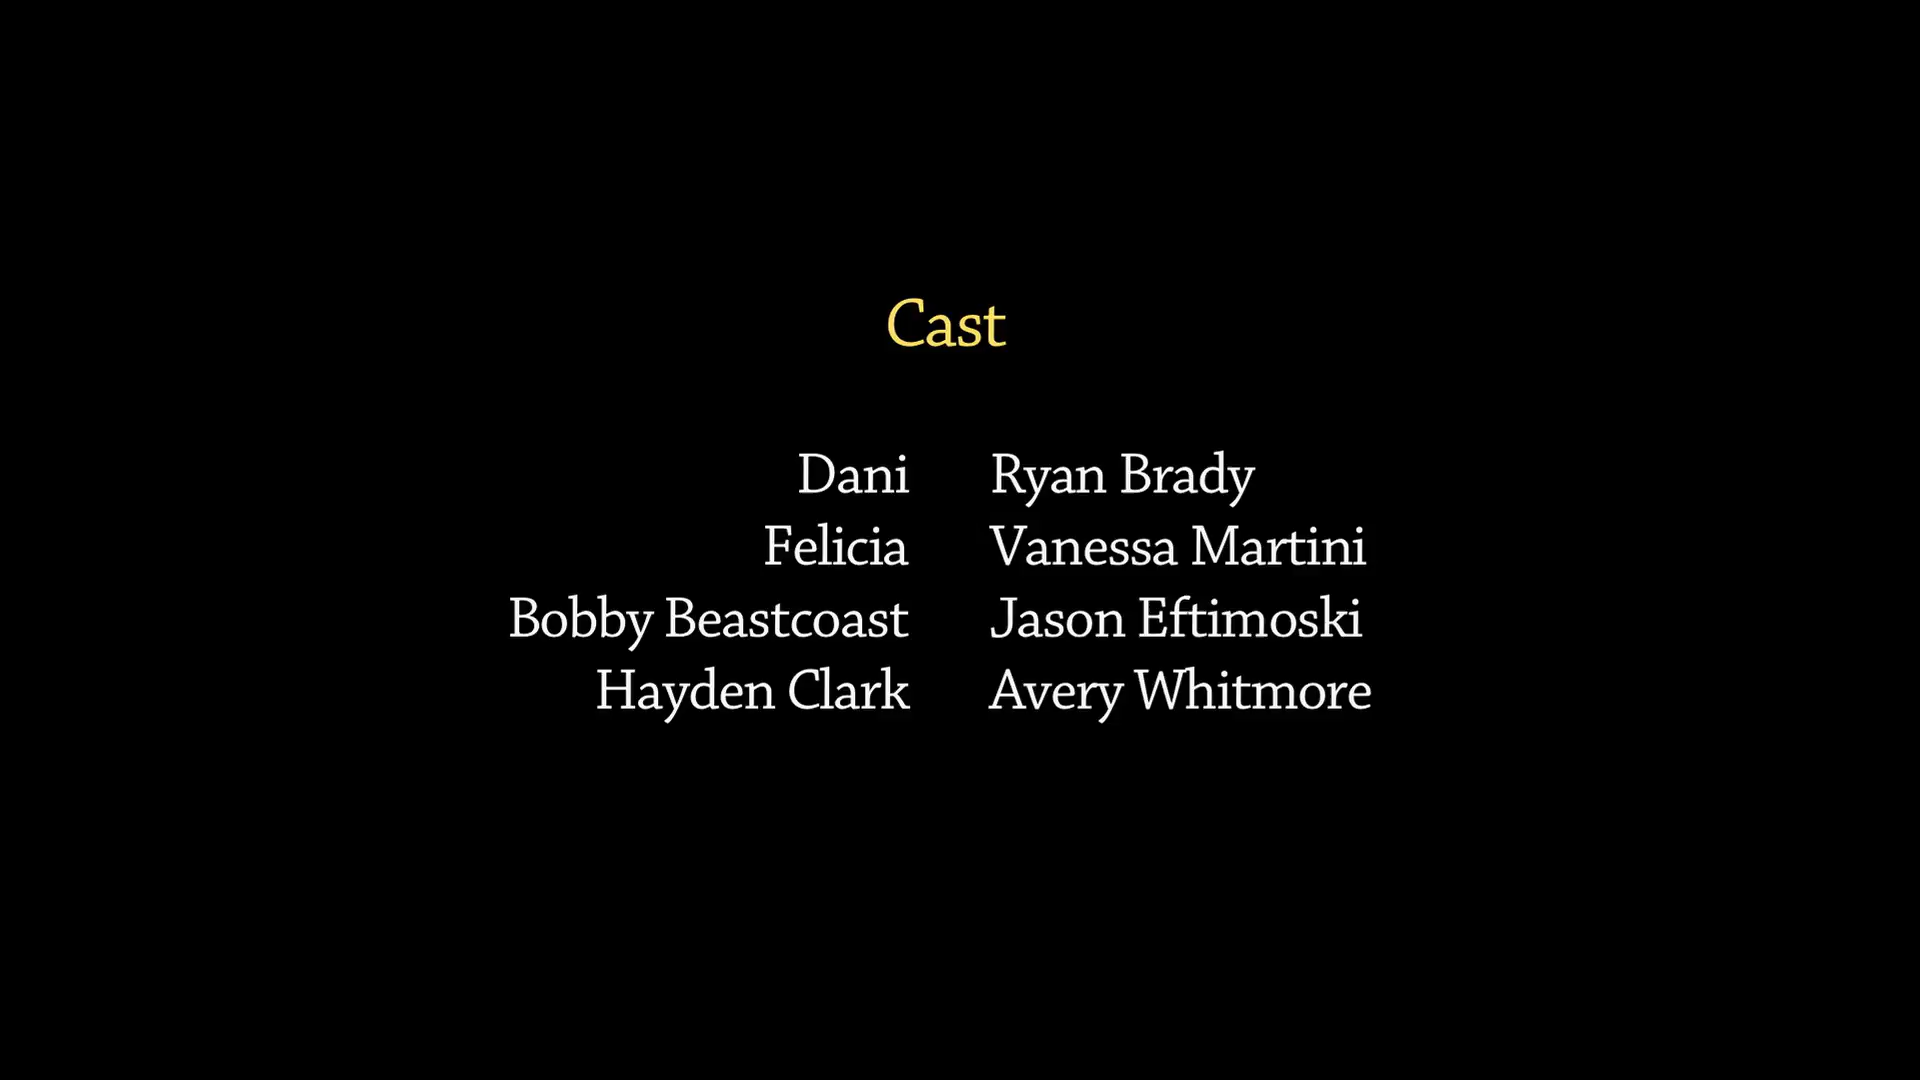 Cast
Dani Ryan Brady
Felicia Vanessa Martini
Bobby Beastcoast Jason Eftimoski
Hayden Clark Avery Whitmore